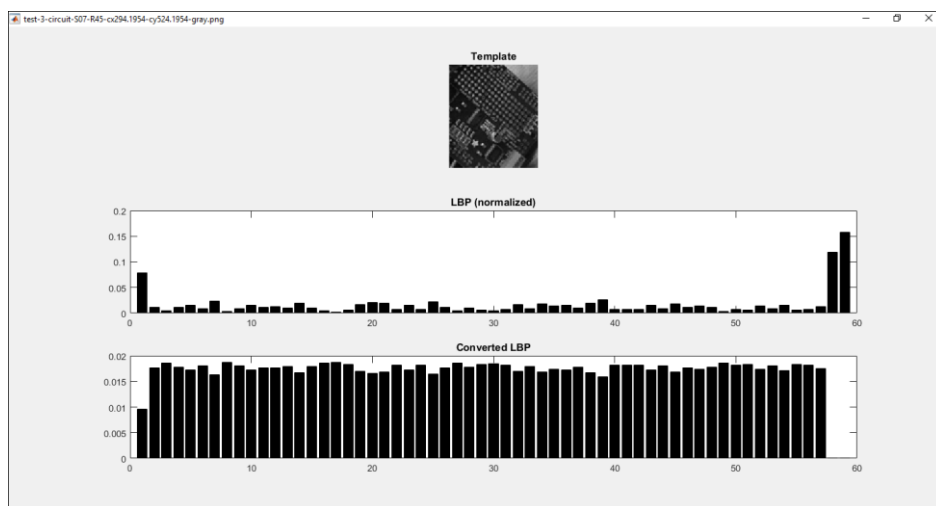 test-3-circuit-S07-R45-cx294.1954-cy524.1954-gray.png
Template
LBP (normalized)
0.2
0.15
0.1
0.05
0
0 10 20 30 40 50 60
Converted LBP
0.02
0.015
0.01
0.005
0
0 10 20 30 40 50 60